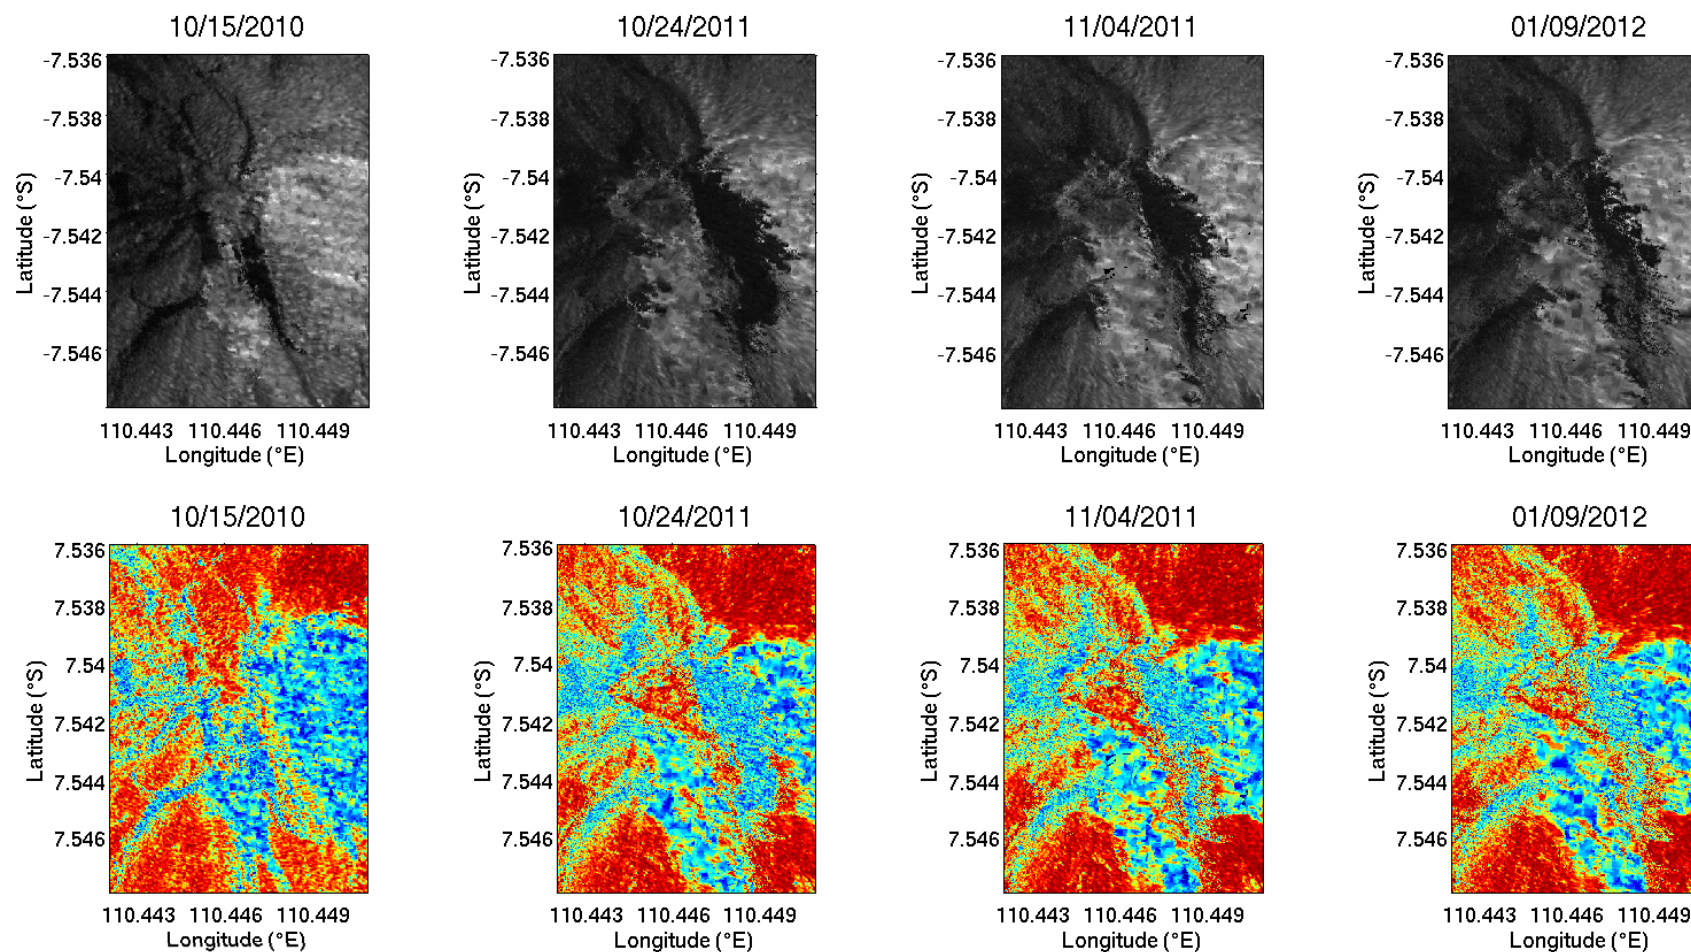 10/15/2010 10/24/2011 11/04/2011 01/09/2012
-7.536 -7.536 -7.536 -7.536
-7.538 -7.538 -7.538 -7.538
-7.54 -7.54 -7.54 -7.54
-7.542 -7.542 -7.542 -7.542
-7.544 -7.544 -7.544 -7.544
-7.546 -7.546 -7.546 -7.546
Latitude (°S) Latitude (°S) Latitude (°S) Latitude (°S)
110.443 110.446 110.449 110.443 110.446 110.449 110.443 110.446 110.449 110.443 110.446 110.449
Longitude (°E) Longitude (°E) Longitude (°E) Longitude (°E)
10/15/2010 10/24/2011 11/04/2011 01/09/2012
7.536 7.536 7.536 7.536
7.538 7.538 7.538 7.538
7.54 7.54 7.54 7.54
7.542 7.542 7.542 7.542
7.544 7.544 7.544 7.544
7.546 7.546 7.546 7.546
Latitude (°S) Latitude (°S) Latitude (°S) Latitude (°S)
110.443 110.446 110.449 110.443 110.446 110.449 110.443 110.446 110.449 110.443 110.446 110.449
Longitude (°E) Longitude (°E) Longitude (°E) Longitude (°E)